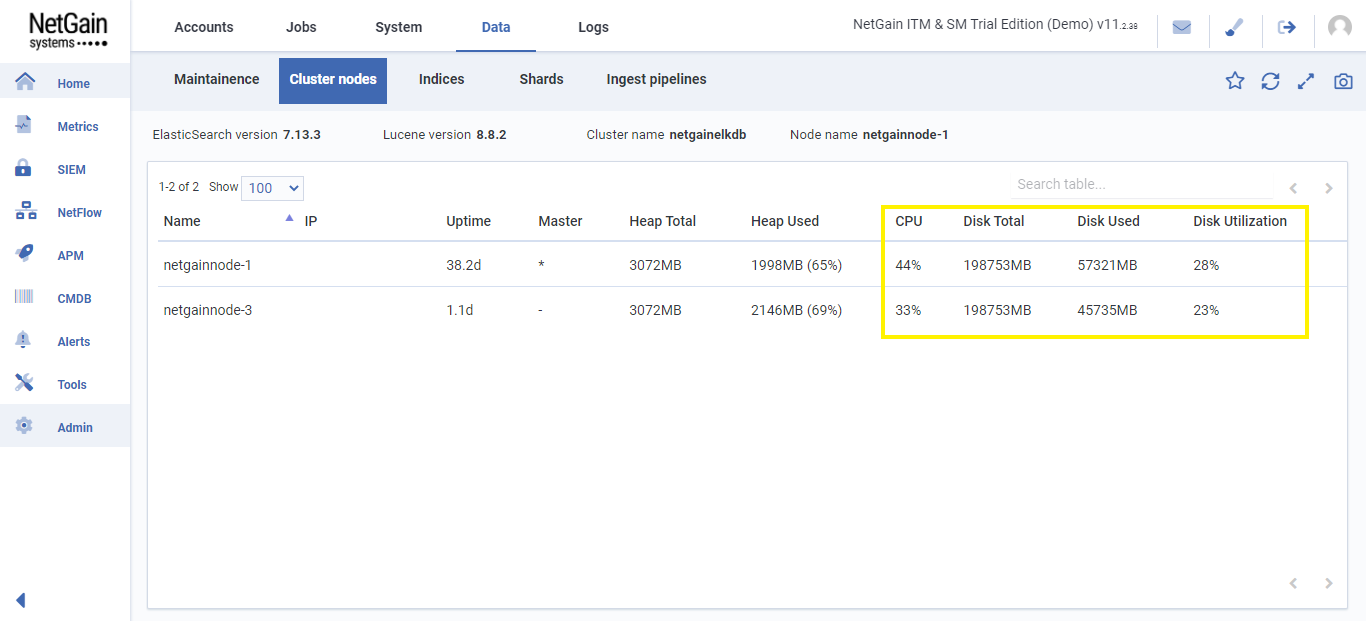 NetGain
systems
Accounts Jobs System Data Logs
NetGain ITM & SM Trial Edition (Demo) v11.2.38
Home
Metrics
SIEM
NetFlow
APM
CMDB
Alerts
Tools
Admin
Maintainence Cluster nodes Indices Shards Ingest pipelines
ElasticSearch version 7.13.3 Lucene version 8.8.2 Cluster name netgainelkdb Node name netgainnode-1
1-2 of 2 Show 100 Search table...
Name IP Uptime Master Heap Total Heap Used CPU Disk Total Disk Used Disk Utilization
netgainnode-1 38.2d * 3072MB 1998MB (65%) 44% 198753MB 57321MB 28%
netgainnode-3 1.1d - 3072MB 2146MB (69%) 33% 198753MB 45735MB 23%